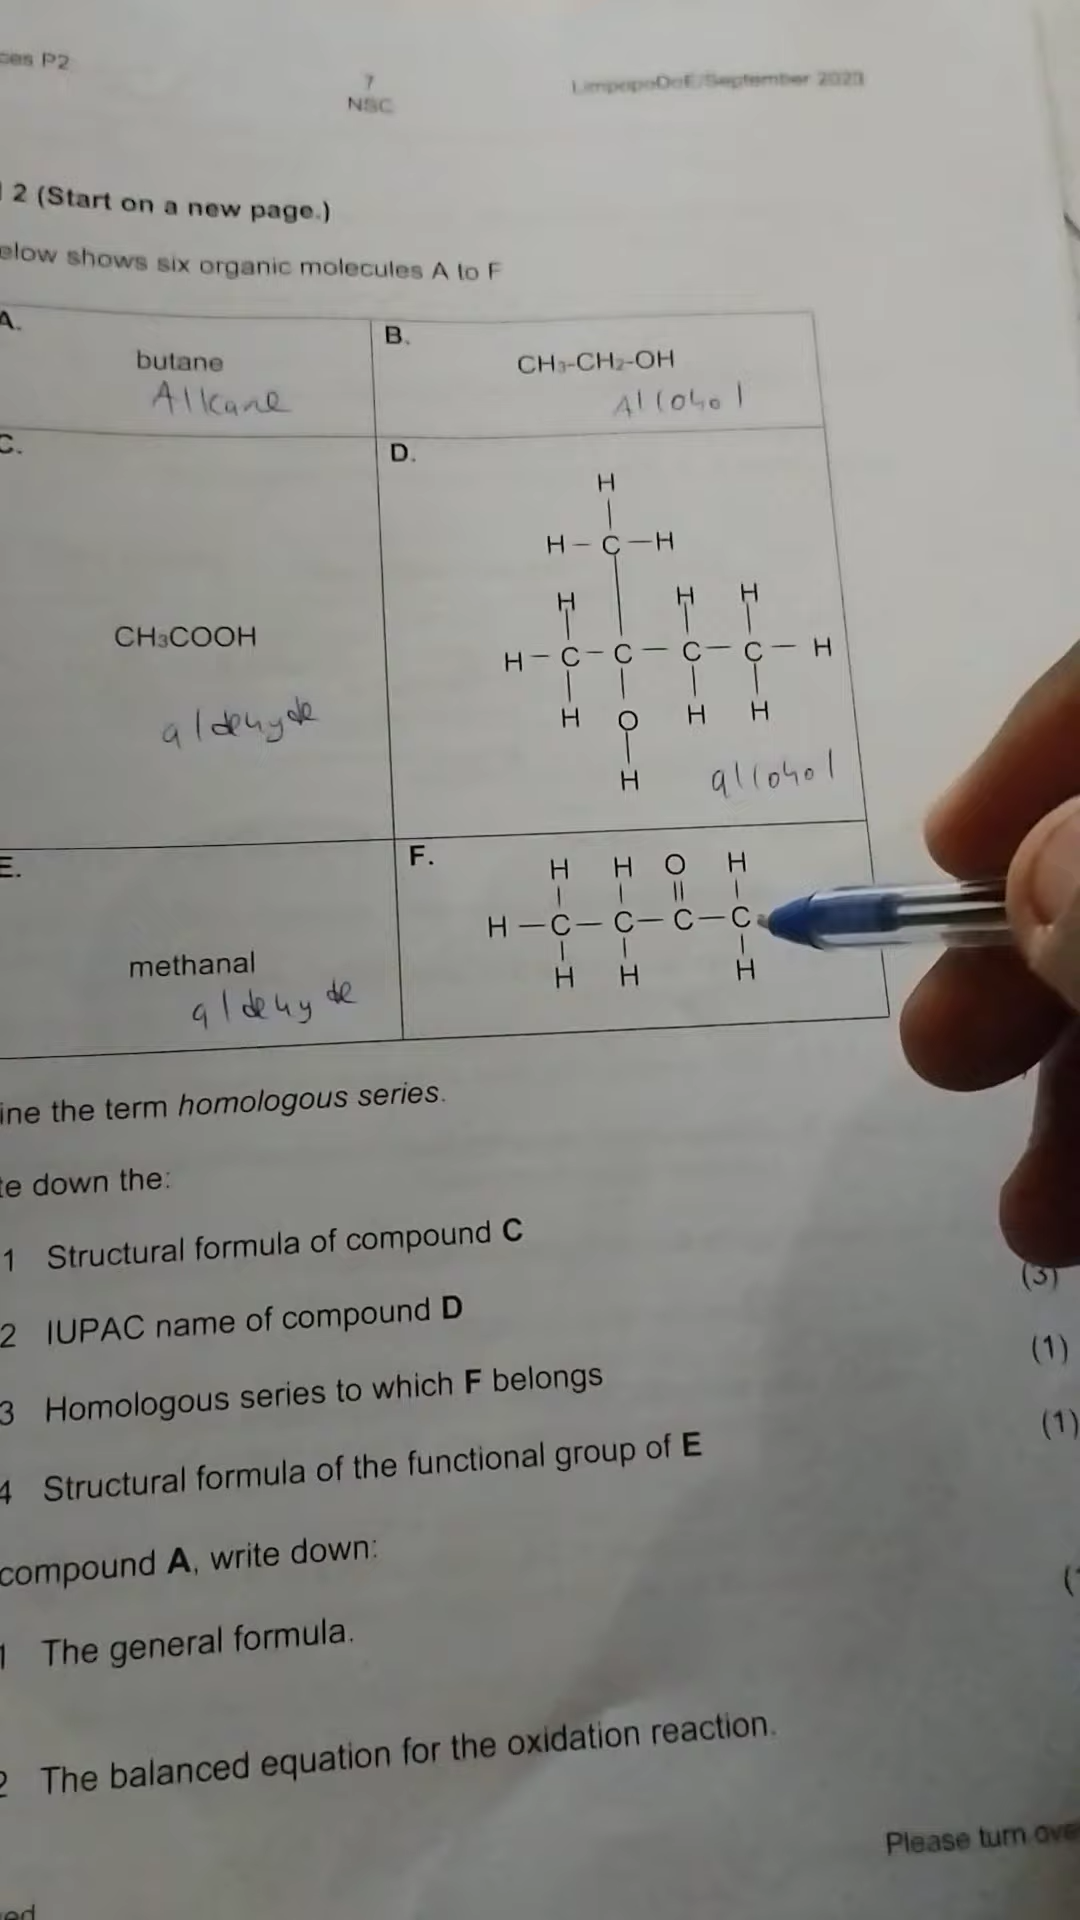 ces P2
7
NSC
LimpopoDoE/September 2023
2 (Start on a new page.)
elow shows six organic molecules A to F
A.
butane
Alkane
B.
CH₃-CH₂-OH
Alcohol
C.
CH₃COOH
aldehyde
D.
H
|
H – C – H
H H H
H – C – C – C – C – H
H O H H
|
H
alcohol
E.
methanal
aldehyde
F.
H H O H
H – C – C – C – C
H H H
ine the term homologous series.
te down the:
1 Structural formula of compound C
(3)
2 IUPAC name of compound D
(1)
3 Homologous series to which F belongs
(1)
4 Structural formula of the functional group of E
compound A, write down:
(
1 The general formula.
2 The balanced equation for the oxidation reaction.
Please turn ove
ved